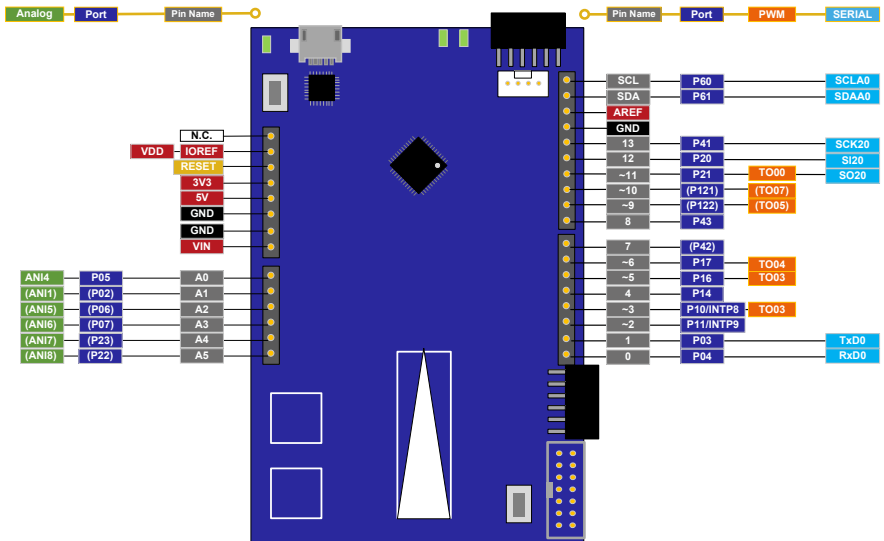 Analog Port Pin Name
Pin Name Port PWM SERIAL
N.C.
VDD IOREF
RESET
3V3
5V
GND
GND
VIN
ANI4 P05 A0
(ANI1) (P02) A1
(ANI5) (P06) A2
(ANI6) (P07) A3
(ANI7) (P23) A4
(ANI8) (P22) A5
SCL P60 SCLA0
SDA P61 SDAA0
AREF
GND
13 P41 SCK20
12 P20 SI20
~11 P21 TO00 SO20
~10 (P121) (TO07)
~9 (P122) (TO05)
8 P43
7 (P42)
~6 P17 TO04
~5 P16 TO03
4 P14
~3 P10/INTP8 TO03
~2 P11/INTP9
1 P03 TxD0
0 P04 RxD0